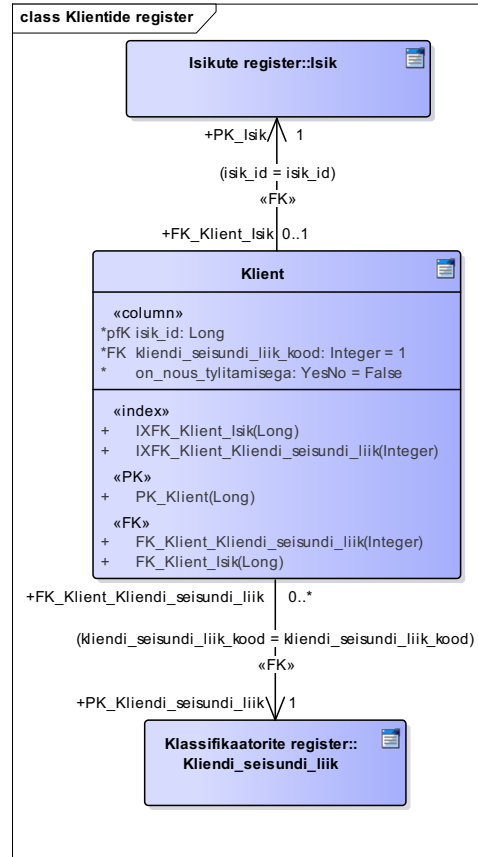 class Klientide register
Isikute register::Isik
+PK_Isik 1
(isik_id = isik_id)
«FK»
+FK_Klient_Isik 0..1
Klient
«column»
*pfK isik_id: Long
*FK kliendi_seisundi_liik_kood: Integer = 1
* on_nous_tylitamisega: YesNo = False
«index»
+ IXFK_Klient_Isik(Long)
+ IXFK_Klient_Kliendi_seisundi_liik(Integer)
«PK»
+ PK_Klient(Long)
«FK»
+ FK_Klient_Kliendi_seisundi_liik(Integer)
+ FK_Klient_Isik(Long)
+FK_Klient_Kliendi_seisundi_liik 0..*
(kliendi_seisundi_liik_kood = kliendi_seisundi_liik_kood)
«FK»
+PK_Kliendi_seisundi_liik 1
Klassifikaatorite register::
Kliendi_seisundi_liik